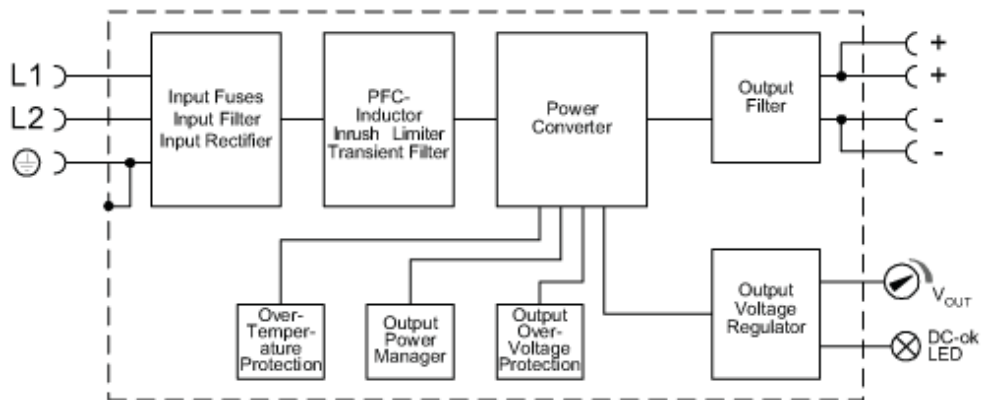 L1
L2
Input Fuses
Input Filter
Input Rectifier
PFC-
Inductor
Inrush Limiter
Transient Filter
Power
Converter
Output
Filter
+
+
-
-
Over-
Temper-
ature
Protection
Output
Power
Manager
Output
Over-
Voltage
Protection
Output
Voltage
Regulator
VOUT
DC-ok
LED